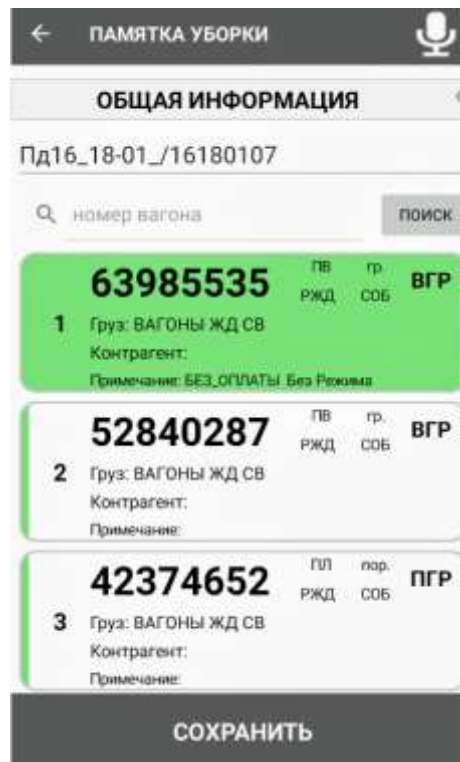 ПАМЯТКА УБОРКИ
ОБЩАЯ ИНФОРМАЦИЯ
Пд16_18-01_/16180107
номер вагона ПОИСК
63985535 ПВ гр. ВГР
РЖД СОБ
1 Груз: ВАГОНЫ ЖД СВ
Контрагент:
Примечание: БЕЗ_ОПЛАТЫ Без Режима
52840287 ПВ гр. ВГР
РЖД СОБ
2 Груз: ВАГОНЫ ЖД СВ
Контрагент:
Примечание:
42374652 ПЛ пор. ПГР
РЖД СОБ
3 Груз: ВАГОНЫ ЖД СВ
Контрагент:
Примечание:
СОХРАНИТЬ